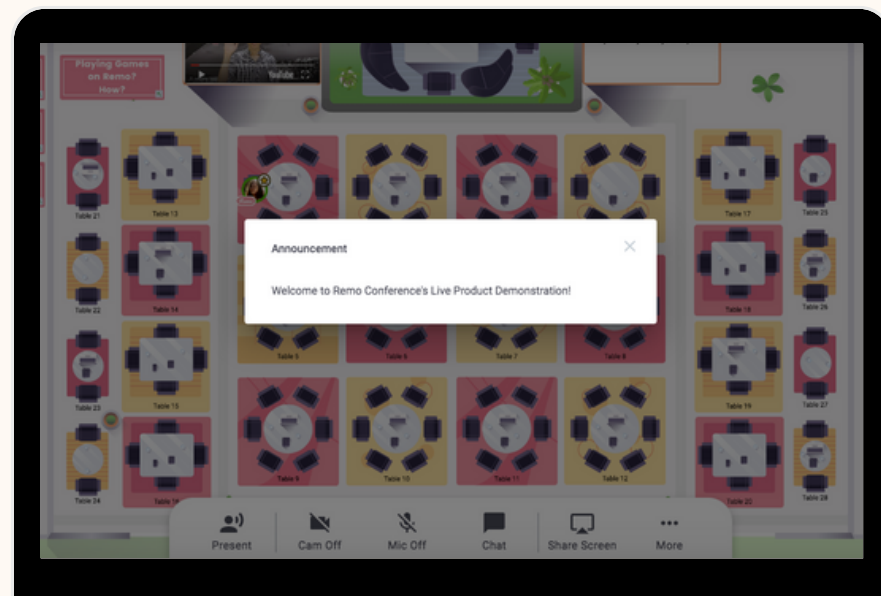 Playing Games
on Remo?
How?
YouTube
Table 21
Table 13
Table 17
Table 25
Announcement
Welcome to Remo Conference's Live Product Demonstration!
Table 22
Table 14
Table 18
Table 26
Table 5
Table 6
Table 7
Table 8
Table 23
Table 15
Table 19
Table 27
Table 9
Table 10
Table 11
Table 12
Table 24
Table 16
Table 20
Table 28
Present
Cam Off
Mic Off
Chat
Share Screen
More